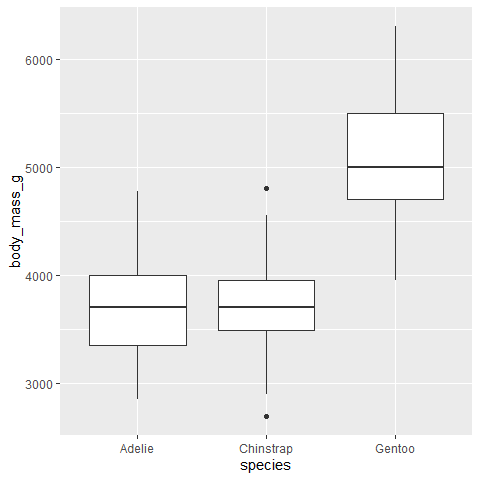 6000
5000
4000
3000
body_mass_g
Adelie
Chinstrap
Gentoo
species